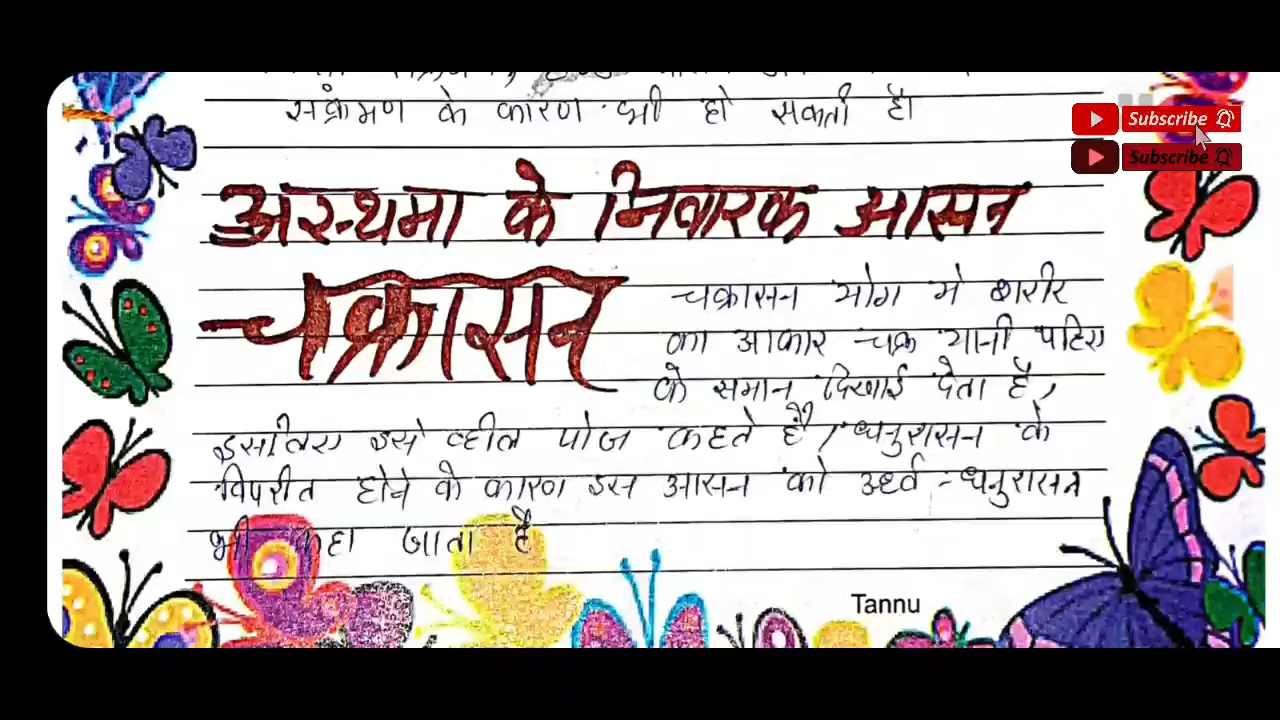 संक्रमण के कारण भी हो सकती है।
अस्थमा के निवारक आसन
चक्रासन
चक्रासन योग मे शरीर
का आकार चक्र यानी पहिए
के समान दिखाई देता है,
इसलिए इसे व्हील पोज कहते है। धनुरासन के
विपरीत होने के कारण इस आसन को उर्ध्व-धनुरासन
भी कहा जाता है
Tannu
Subscribe
Subscribe